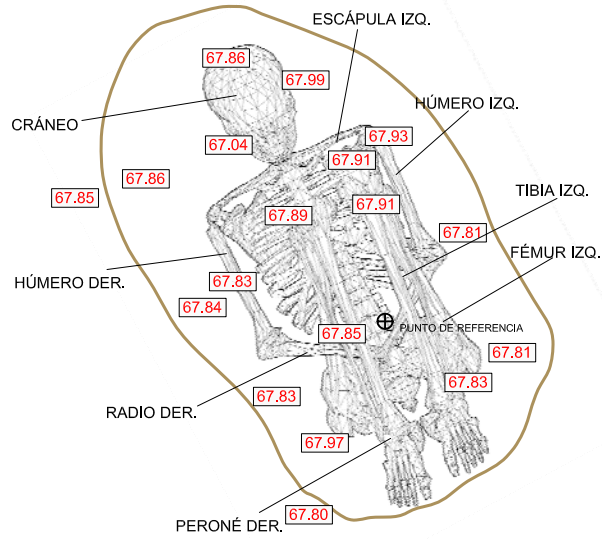 ESCÁPULA IZQ.
67.86
67.99
HÚMERO IZQ.
CRÁNEO
67.93
67.04
67.91
67.86
67.85
TIBIA IZQ.
67.91
67.89
67.81
FÉMUR IZQ.
HÚMERO DER.
67.83
67.84
PUNTO DE REFERENCIA
67.85
67.81
67.83
67.83
RADIO DER.
67.97
67.80
PERONÉ DER.